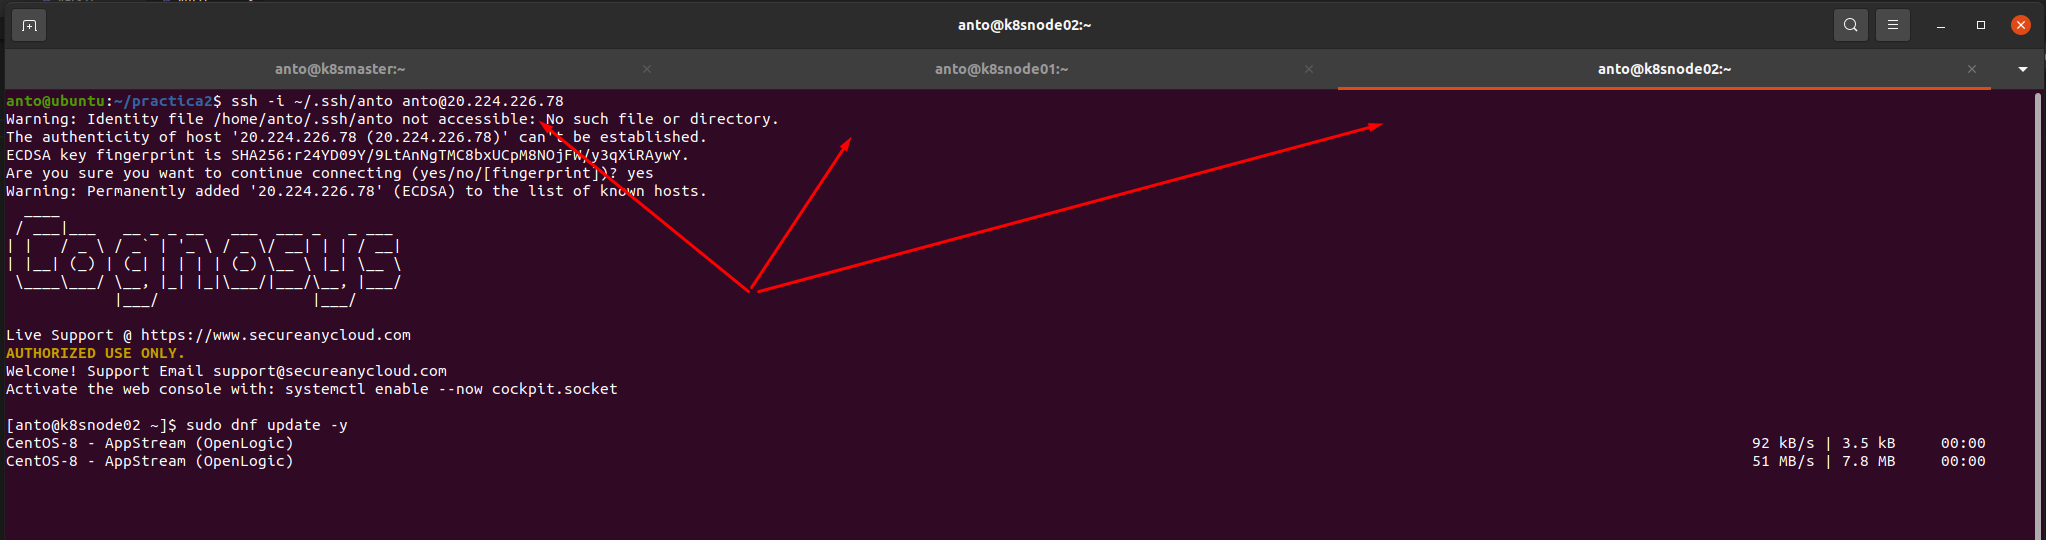 anto@k8snode02:~
anto@k8smaster:~
anto@k8snode01:~
anto@k8snode02:~
anto@ubuntu:~/practica2$ ssh -i ~/.ssh/anto anto@20.224.226.78
Warning: Identity file /home/anto/.ssh/anto not accessible: No such file or directory.
The authenticity of host '20.224.226.78 (20.224.226.78)' can't be established.
ECDSA key fingerprint is SHA256:r24YD09Y/9LtAnNgTMC8bxUCpM8NOjFW/y3qXiRAywY.
Are you sure you want to continue connecting (yes/no/[fingerprint])? yes
Warning: Permanently added '20.224.226.78' (ECDSA) to the list of known hosts.
Cognosys
Live Support @ https://www.secureanycloud.com
AUTHORIZED USE ONLY.
Welcome! Support Email support@secureanycloud.com
Activate the web console with: systemctl enable --now cockpit.socket
[anto@k8snode02 ~]$ sudo dnf update -y
CentOS-8 - AppStream (OpenLogic) 92 kB/s | 3.5 kB 00:00
CentOS-8 - AppStream (OpenLogic) 51 MB/s | 7.8 MB 00:00